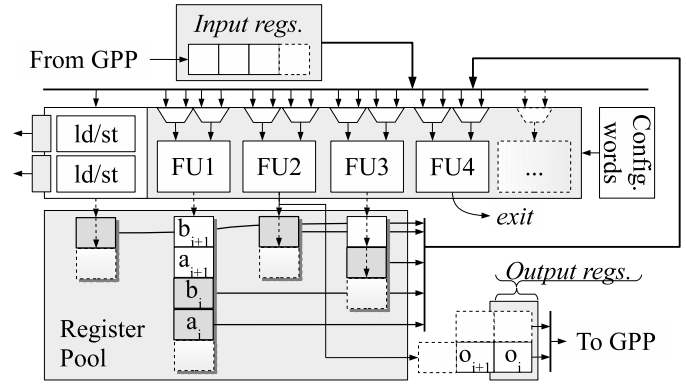 Input regs.
From GPP
ld/st
ld/st
FU1
FU2
FU3
FU4
...
Config.
words
exit
b i+1
a i+1
b i
a i
Register
Pool
Output regs.
o i+1
o i
To GPP